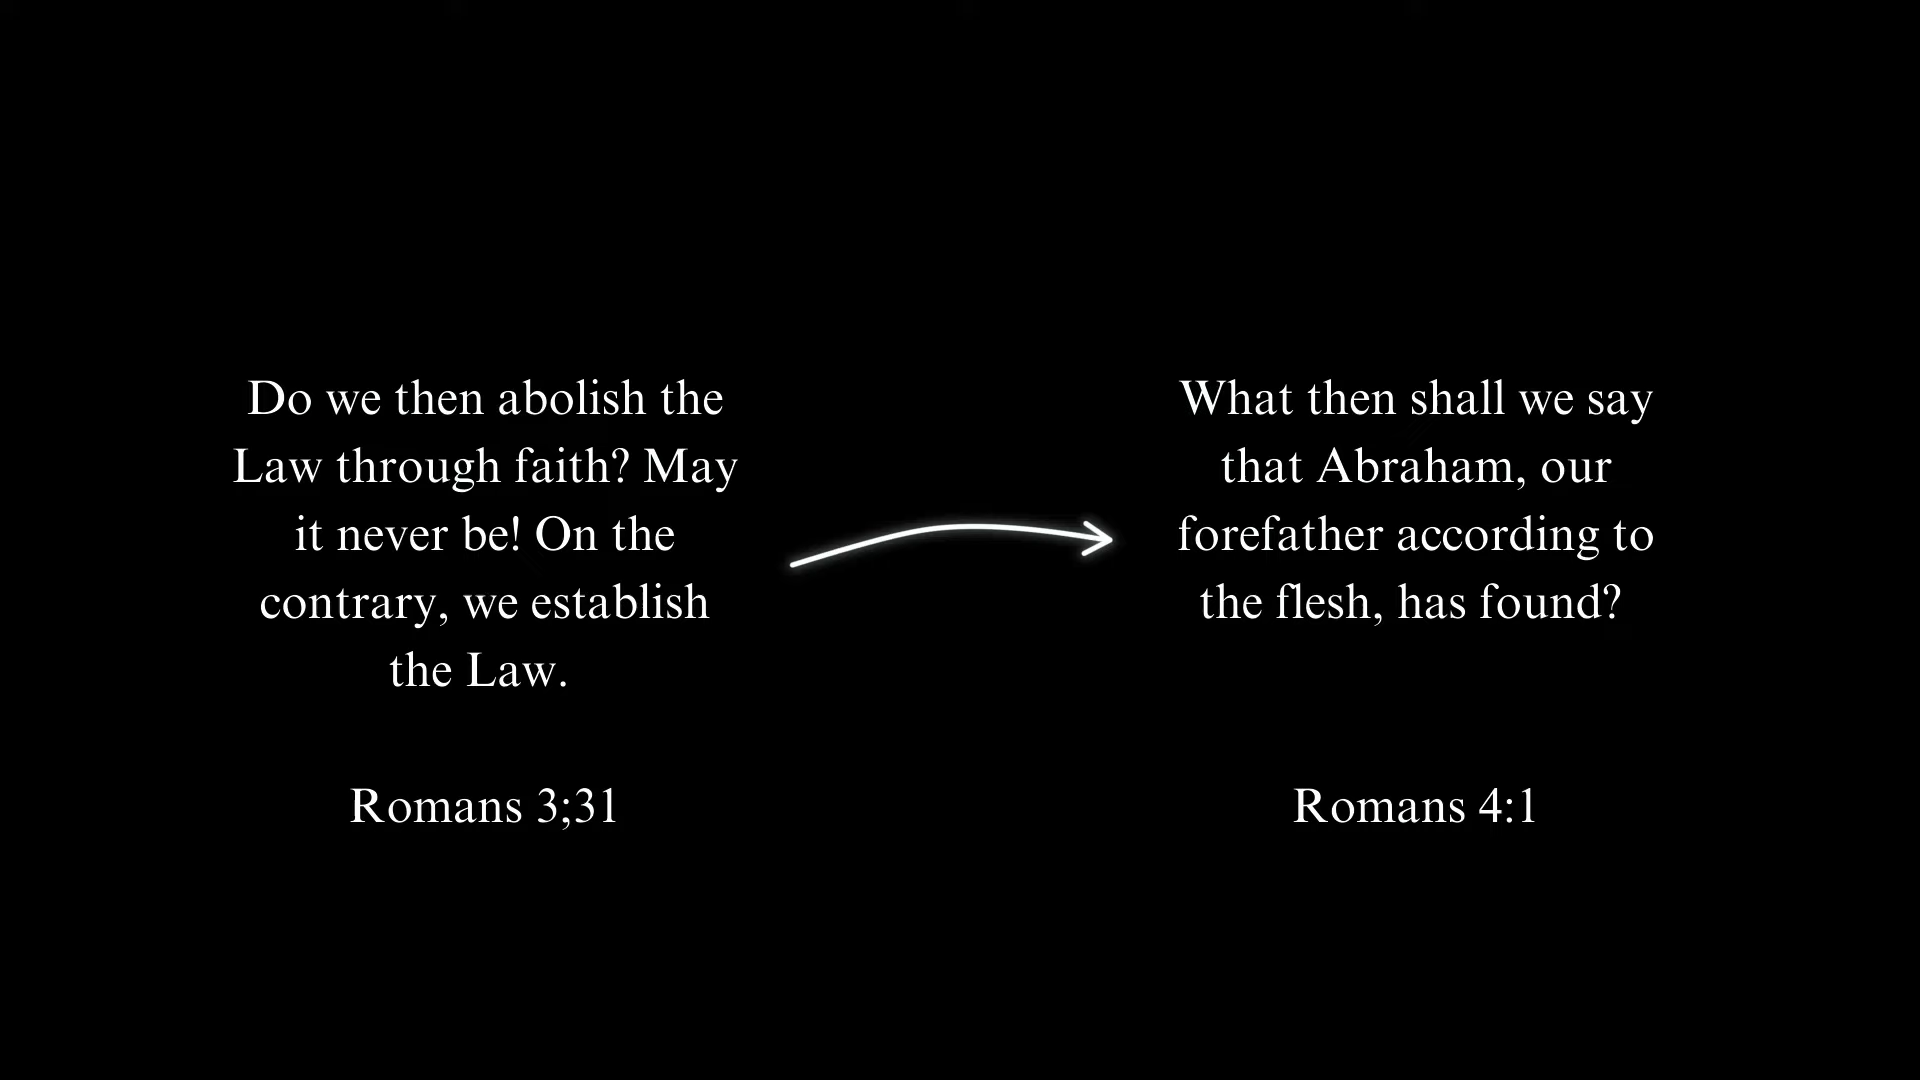 Do we then abolish the
Law through faith? May
it never be! On the
contrary, we establish
the Law.
Romans 3;31
What then shall we say
that Abraham, our
forefather according to
the flesh, has found?
Romans 4:1